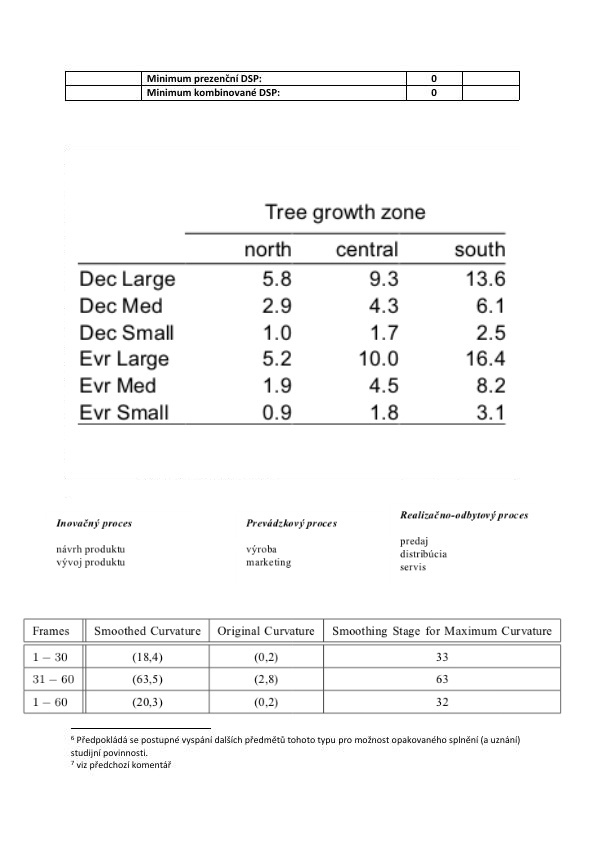 Minimum prezenční DSP: 0
Minimum kombinované DSP: 0
Tree growth zone
north central south
Dec Large 5.8 9.3 13.6
Dec Med 2.9 4.3 6.1
Dec Small 1.0 1.7 2.5
Evr Large 5.2 10.0 16.4
Evr Med 1.9 4.5 8.2
Evr Small 0.9 1.8 3.1
Inovačný proces
návrh produktu
vývoj produktu
Prevádzkový proces
výroba
marketing
Realizačno-odbytový proces
predaj
distribúcia
servis
Frames Smoothed Curvature Original Curvature Smoothing Stage for Maximum Curvature
1 – 30 (18,4) (0,2) 33
31 – 60 (63,5) (2,8) 63
1 – 60 (20,3) (0,2) 32
⁶ Předpokládá se postupné vyspání dalších předmětů tohoto typu pro možnost opakovaného splnění (a uznání)
studijní povinnosti.
⁷ viz předchozí komentář